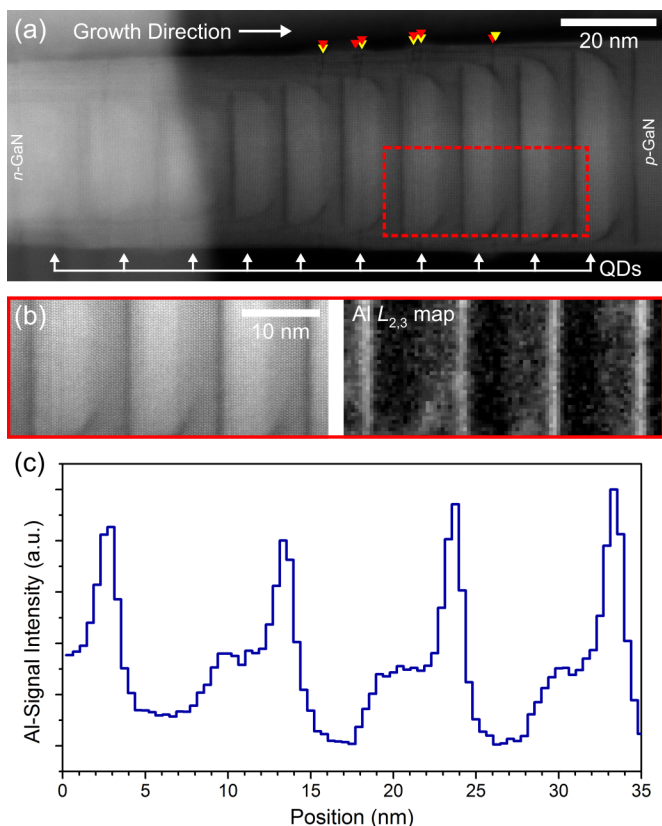 (a) Growth Direction
20 nm
n-GaN
p-GaN
QDs
(b)
10 nm
Al L2,3 map
(c)
Al-Signal Intensity (a.u.)
0 5 10 15 20 25 30 35
Position (nm)